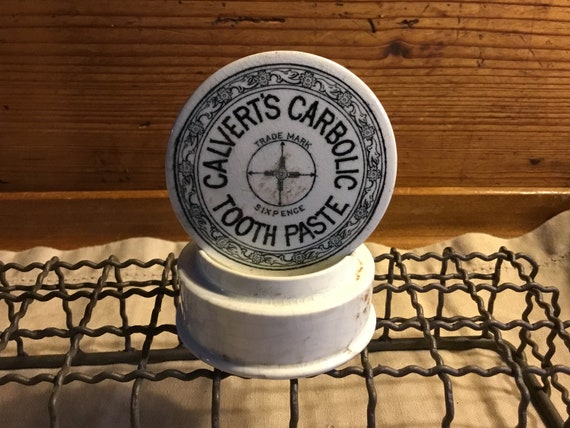 CALVERT'S CARBOLIC
TRADE MARK
SIXPENCE
TOOTH PASTE